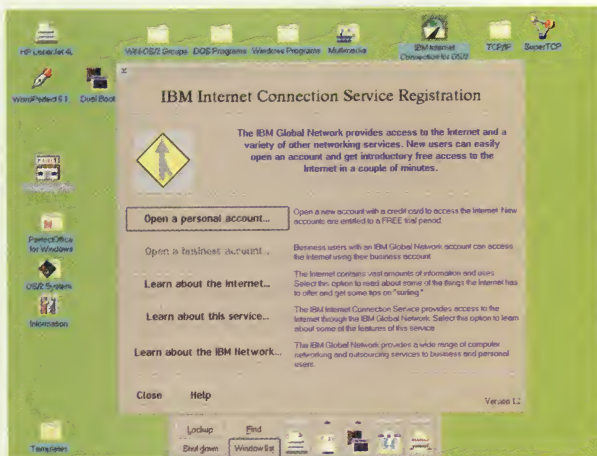 HP LaserJet 4L
WIN-OS/2 Groups
DOS Programs
Windows Programs
Multimedia
IBM Internet
Connection for OS/2
TCP/IP
SuperTCP
WordPerfect 6.1
Dual Boot
IBM Internet Connection Service Registration
The IBM Global Network provides access to the Internet and a
variety of other networking services. New users can easily
open an account and get introductory free access to the
Internet in a couple of minutes.
Open a personal account...
Open a new account with a credit card to access the Internet. New
accounts are entitled to a FREE trial period
Open a business account...
Business users with an IBM Global Network account can access
the Internet using their business account
Learn about the Internet...
The Internet contains vast amounts of information and uses
Select this option to read about some of the things the Internet has
to offer and get some tips on "surfing."
Learn about this service...
The IBM Internet Connection Service provides access to the
Internet through the IBM Global Network. Select this option to learn
about some of the features of this service
Learn about the IBM Network...
The IBM Global Network provides a wide range of computer
networking and outsourcing services to business and personal
users.
Close
Help
Version 1.2
PerfectOffice
for Windows
OS/2 System
Information
Templates
Lockup
Find
Shut down
Window list